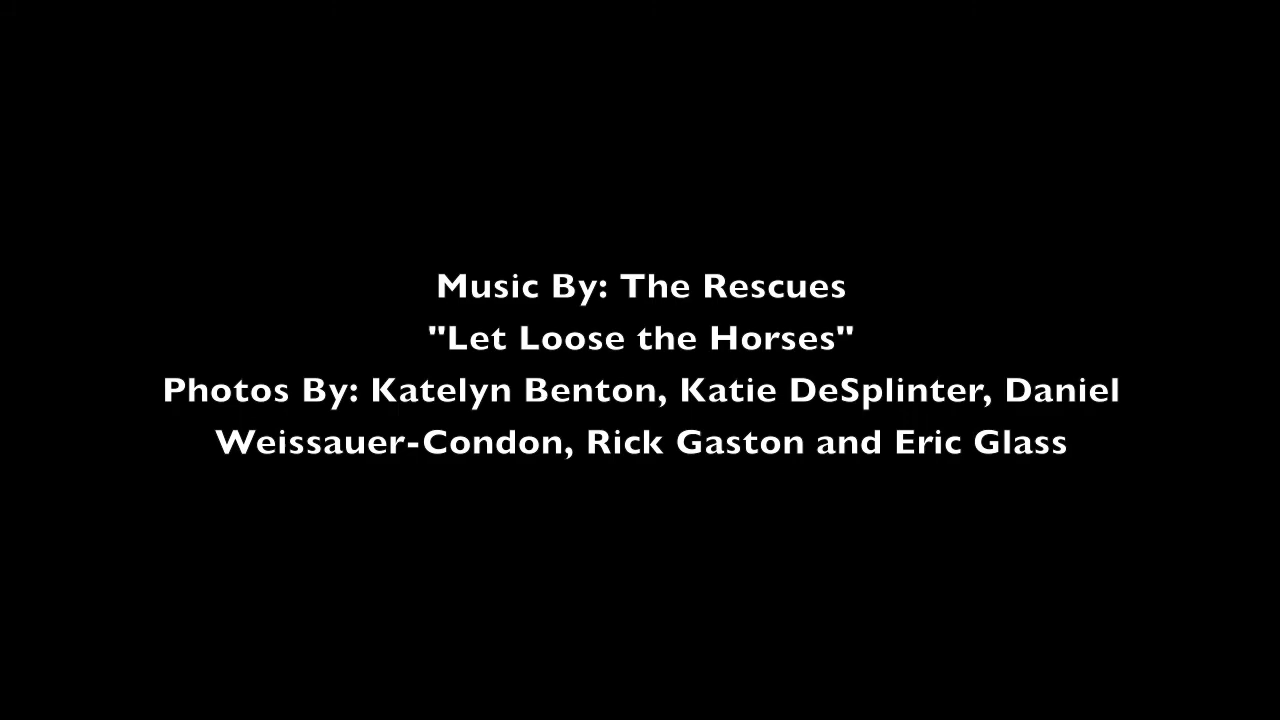 Music By: The Rescues
"Let Loose the Horses"
Photos By: Katelyn Benton, Katie DeSplinter, Daniel
Weissauer-Condon, Rick Gaston and Eric Glass